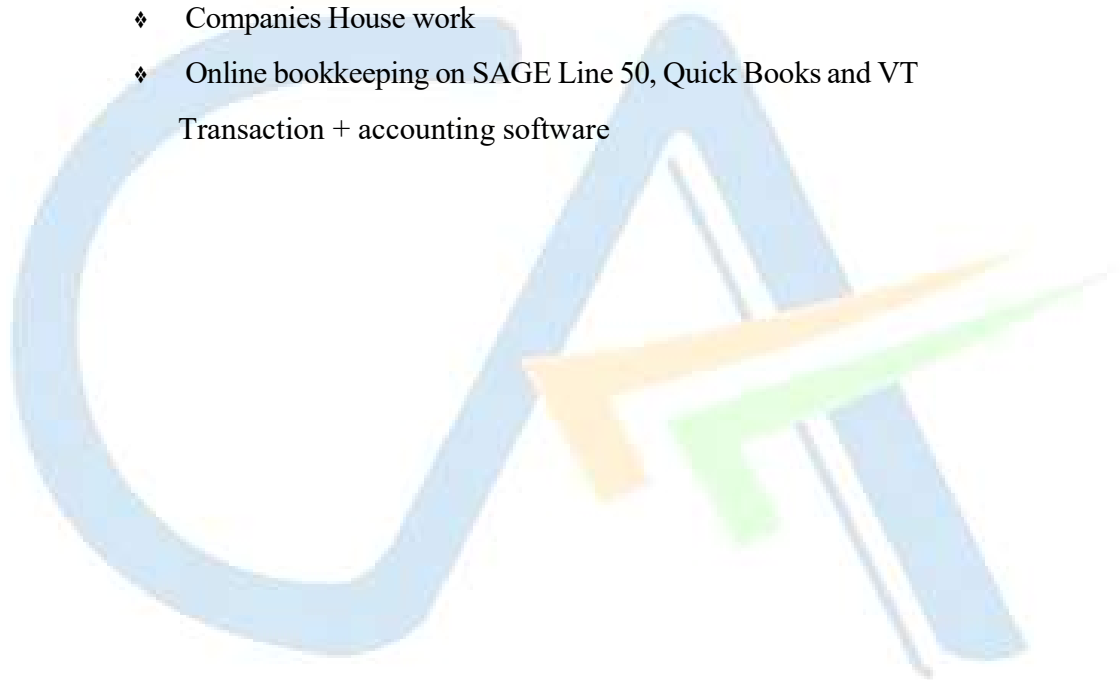 ❖ Companies House work
❖ Online bookkeeping on SAGE Line 50, Quick Books and VT
Transaction + accounting software